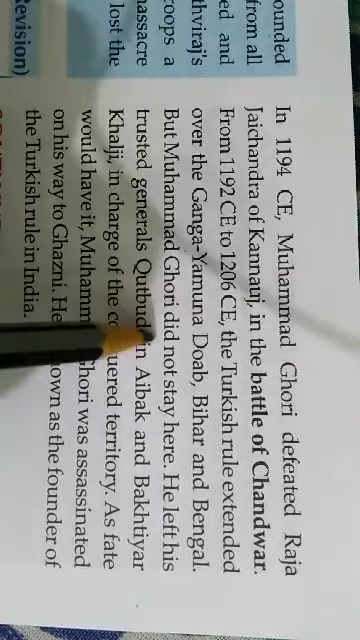 ounded
from all
ed and
thviraj's
roops a
massacre
lost the
Revision)
In 1194 CE, Muhammad Ghori defeated Raja
Jaichandra of Kannauj, in the battle of Chandwar.
From 1192 CE to 1206 CE, the Turkish rule extended
over the Ganga-Yamuna Doab, Bihar and Bengal.
But Muhammad Ghori did not stay here. He left his
trusted generals Qutbud in Aibak and Bakhtiyar
Khalji, in charge of the co uered territory. As fate
would have it, Muhamm Ghori was assassinated
on his way to Ghazni. He own as the founder of
the Turkish rule in India.